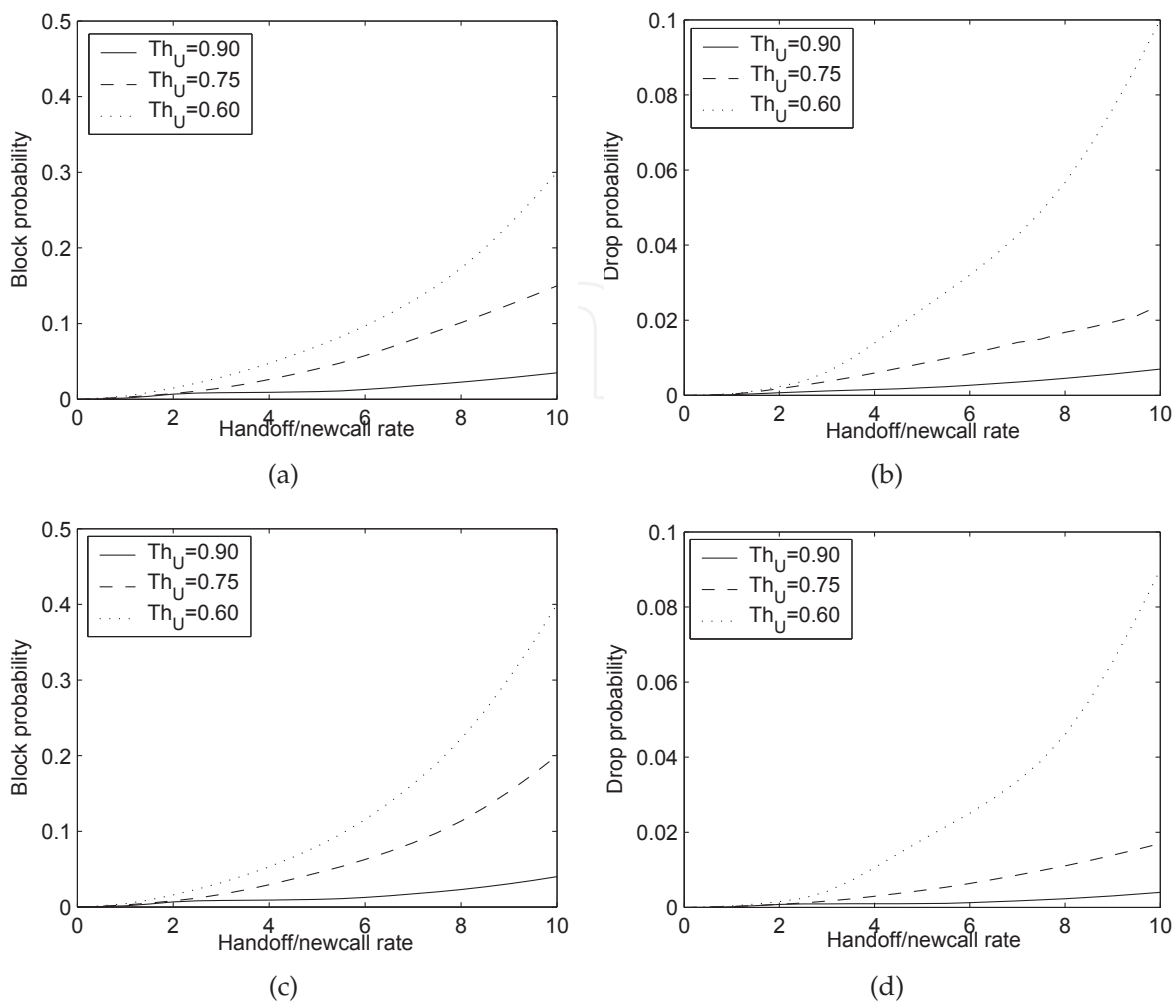 0.5
0.4
0.3
0.2
0.1
0
Block probability
Th_U=0.90
Th_U=0.75
Th_U=0.60
0 2 4 6 8 10
Handoff/newcall rate
(a)
0.1
0.08
0.06
0.04
0.02
0
Drop probability
Th_U=0.90
Th_U=0.75
Th_U=0.60
0 2 4 6 8 10
Handoff/newcall rate
(b)
0.5
0.4
0.3
0.2
0.1
0
Block probability
Th_U=0.90
Th_U=0.75
Th_U=0.60
0 2 4 6 8 10
Handoff/newcall rate
(c)
0.1
0.08
0.06
0.04
0.02
0
Drop probability
Th_U=0.90
Th_U=0.75
Th_U=0.60
0 2 4 6 8 10
Handoff/newcall rate
(d)